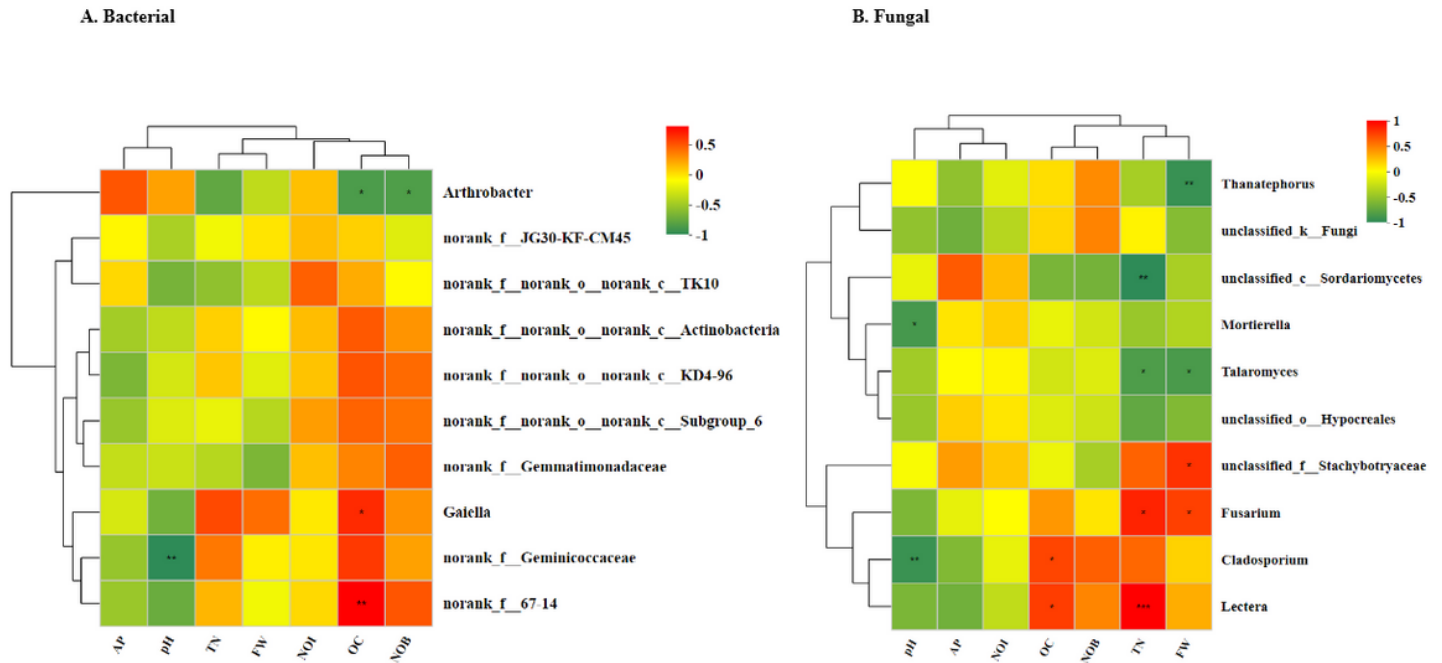 A. Bacterial
B. Fungal
0.5
0
-0.5
-1
Arthrobacter
* *
norank_f__JG30-KF-CM45
norank_f__norank_o__norank_c__TK10
norank_f__norank_o__norank_c__Actinobacteria
norank_f__norank_o__norank_c__KD4-96
norank_f__norank_o__norank_c__Subgroup_6
norank_f__Gemmatimonadaceae
* Gaiella
** norank_f__Geminicoccaceae
** norank_f__67-14
AP pH TN FW NOI OC NOB
1
0.5
0
-0.5
-1
** Thanatephorus
unclassified_k__Fungi
** unclassified_c__Sordariomycetes
* Mortierella
* * Talaromyces
unclassified_o__Hypocreales
* unclassified_f__Stachybotryaceae
* * Fusarium
** * Cladosporium
* *** Lectera
pH AP NOI OC NOB TN FW